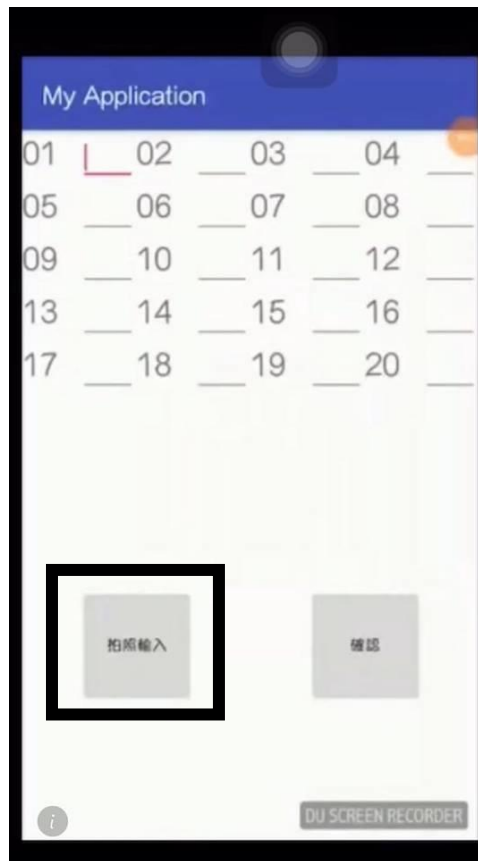 My Application
01 02 03 04
05 06 07 08
09 10 11 12
13 14 15 16
17 18 19 20
拍照輸入 確認
i
DU SCREEN RECORDER